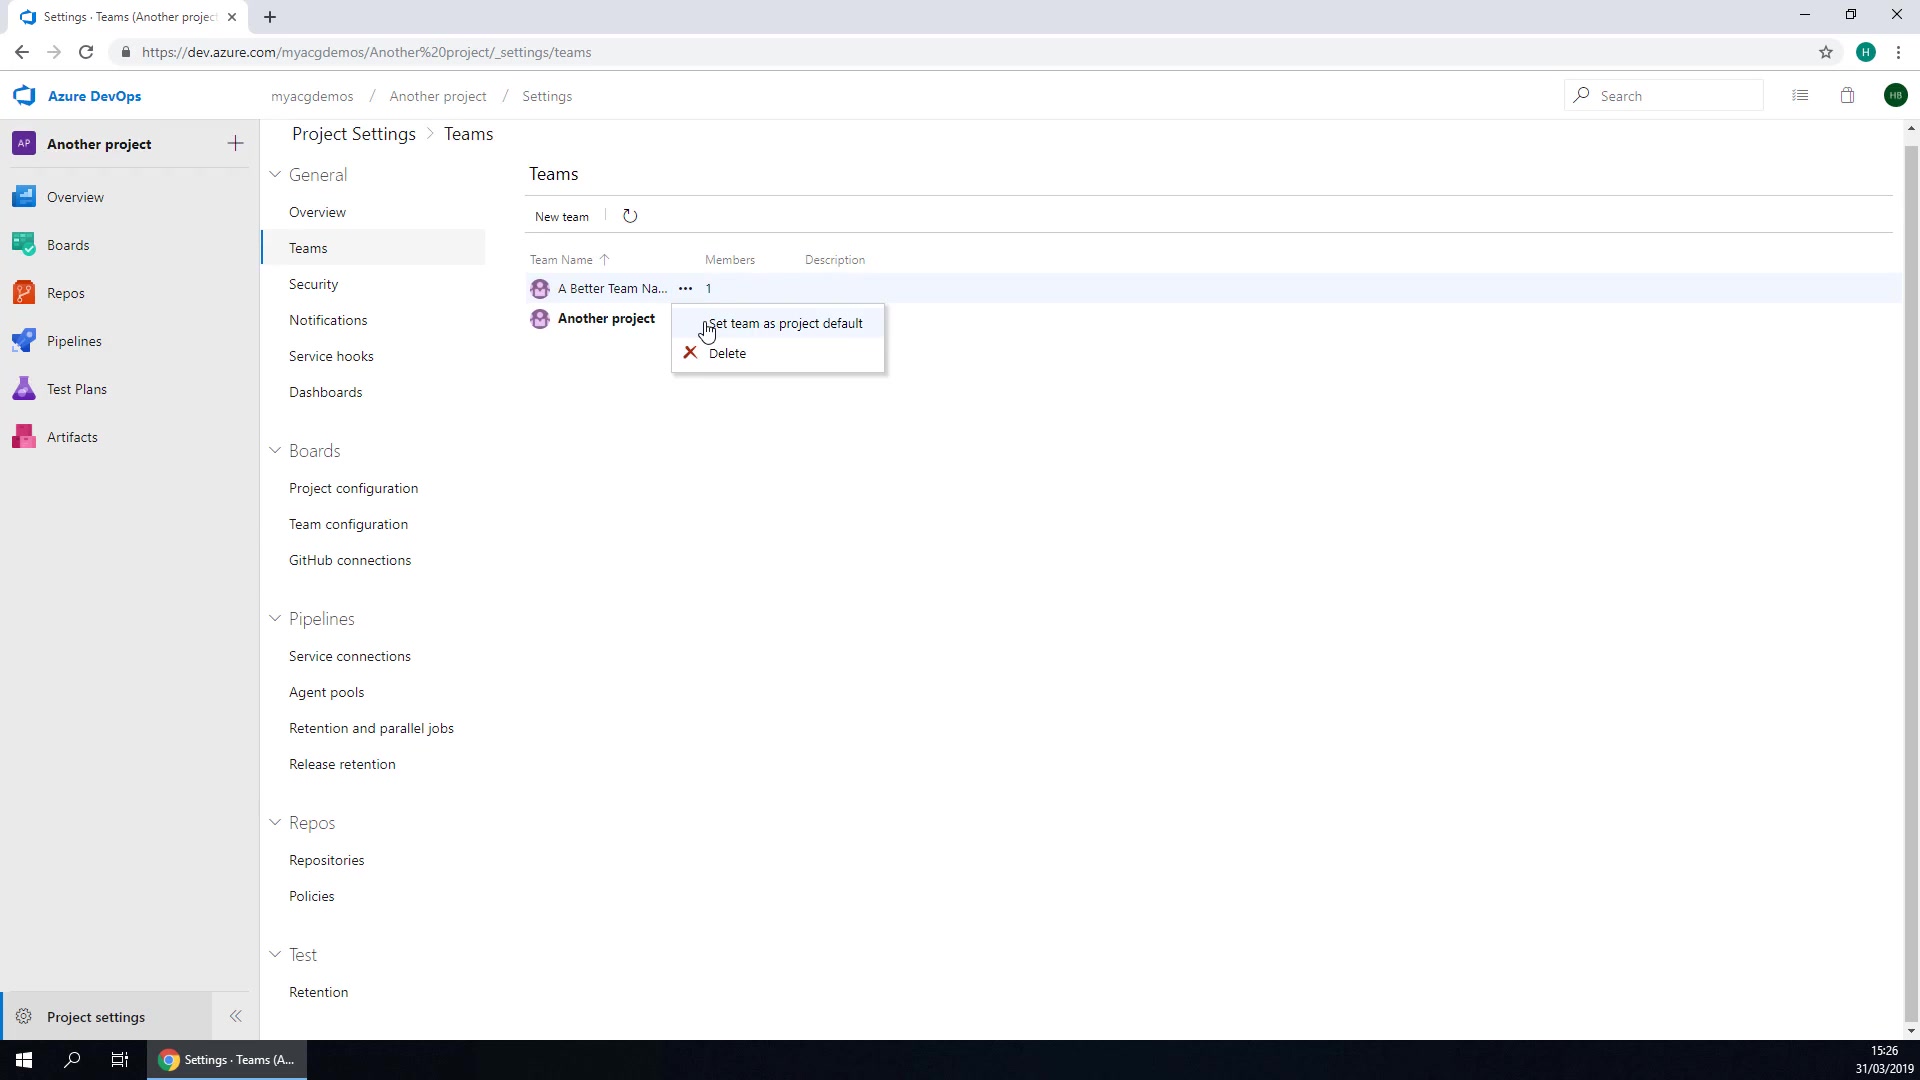 Settings · Teams (Another project
https://dev.azure.com/myacgdemos/Another%20project/_settings/teams
H
Azure DevOps
myacgdemos / Another project / Settings
Search
HB
AP Another project
Overview
Boards
Repos
Pipelines
Test Plans
Artifacts
Project settings
Project Settings > Teams
General
Overview
Teams
Security
Notifications
Service hooks
Dashboards
Boards
Project configuration
Team configuration
GitHub connections
Pipelines
Service connections
Agent pools
Retention and parallel jobs
Release retention
Repos
Repositories
Policies
Test
Retention
Teams
New team
Team Name Members Description
A Better Team Na... 1
Another project
Set team as project default
Delete
Settings · Teams (A...
15:26
31/03/2019